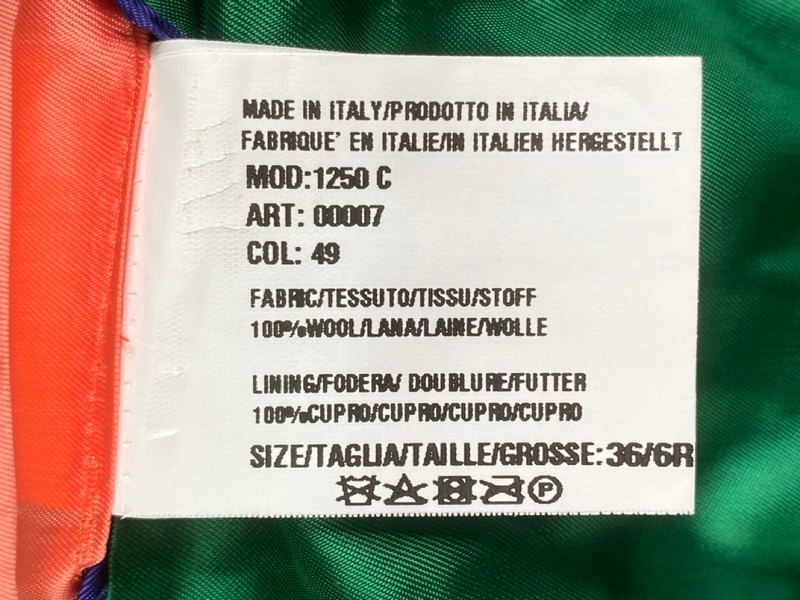 MADE IN ITALY/PRODOTTO IN ITALIA/
FABRIQUE' EN ITALIE/IN ITALIEN HERGESTELLT
MOD:1250 C
ART: 00007
COL: 49
FABRIC/TESSUTO/TISSU/STOFF
100%WOOL/LANA/LAINE/WOLLE
LINING/FODERA/ DOUBLURE/FUTTER
100%CUPRO/CUPRO/CUPRO/CUPRO
SIZE/TAGLIA/TAILLE/GROSSE:36/6R
P